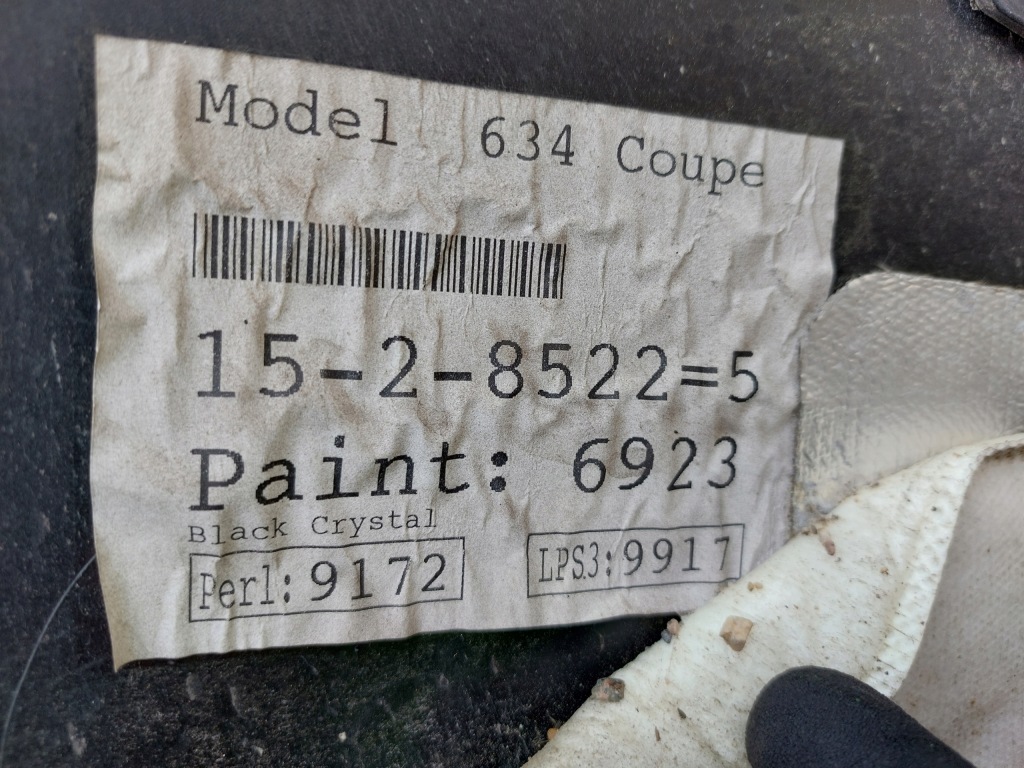 Model 634 Coupe
15-2-8522=5
Paint: 6923
Black Crystal
Perl: 9172 LPS3: 9917